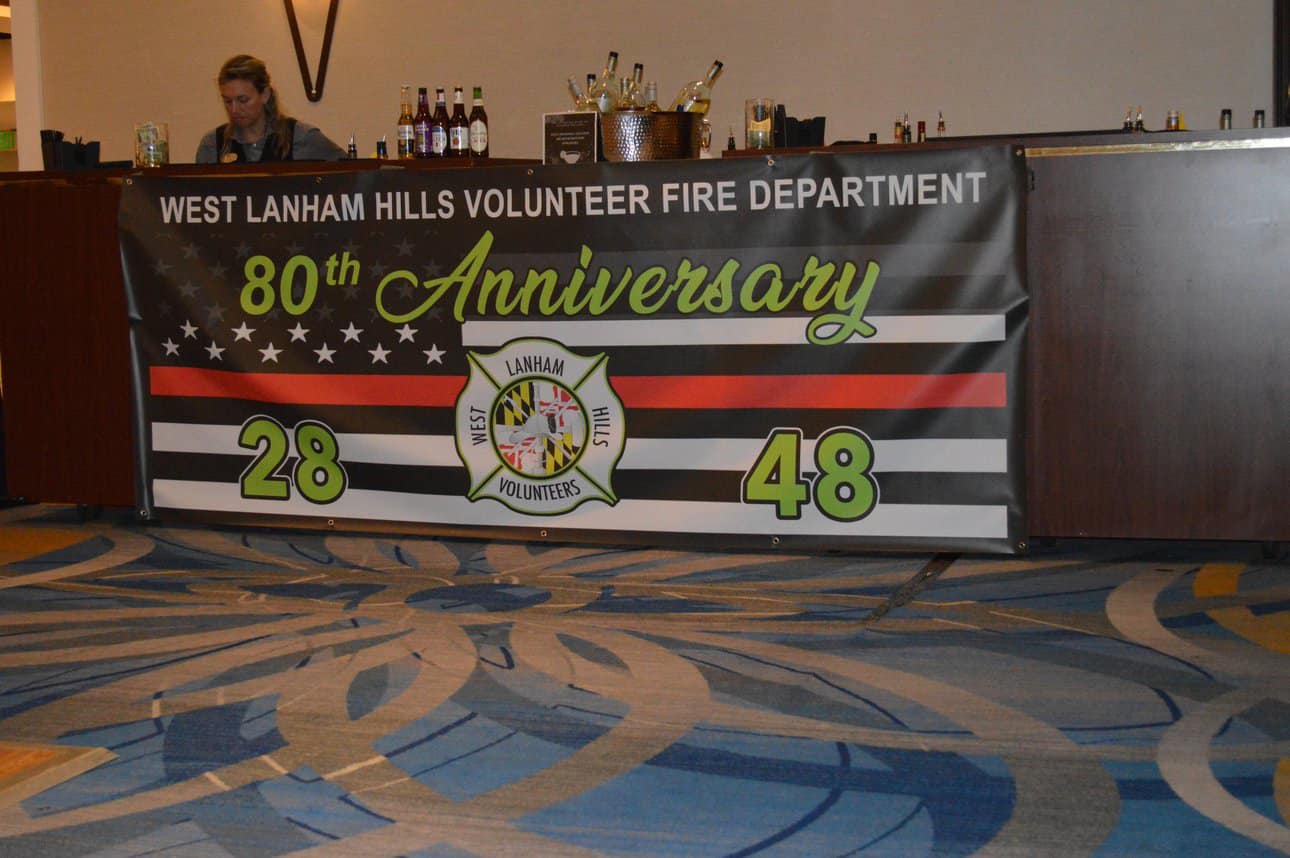 WEST LANHAM HILLS VOLUNTEER FIRE DEPARTMENT
80th Anniversary
LANHAM
WEST HILLS
VOLUNTEERS
28 48